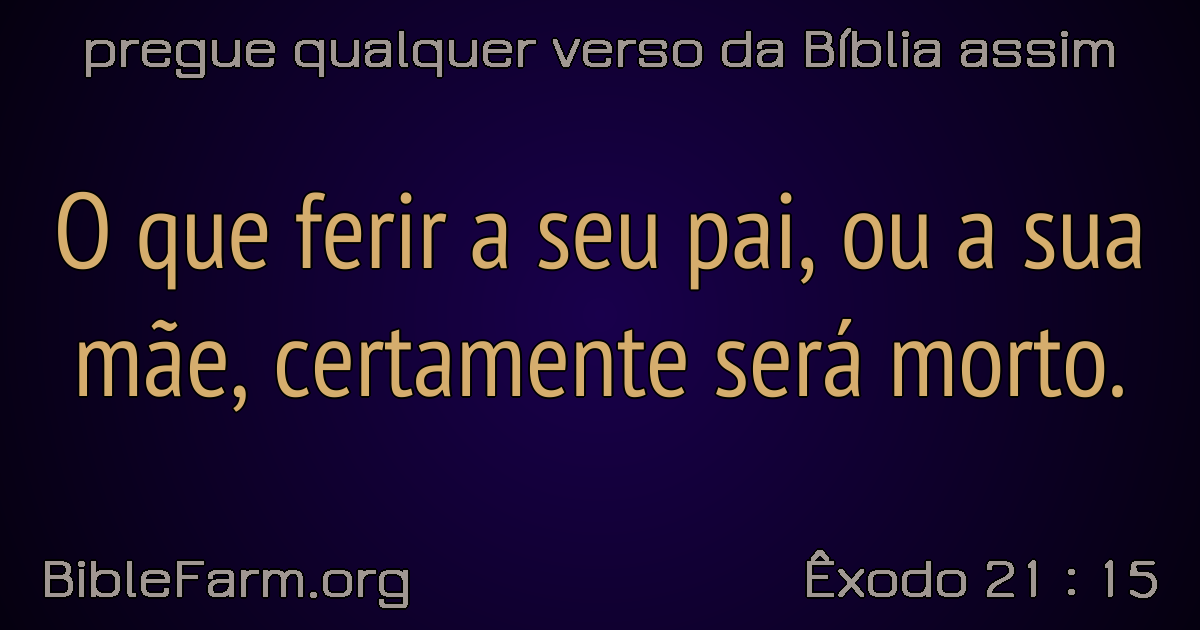 pregue qualquer verso da Bíblia assim
O que ferir a seu pai, ou a sua
mãe, certamente será morto.
BibleFarm.org
Êxodo 21 : 15